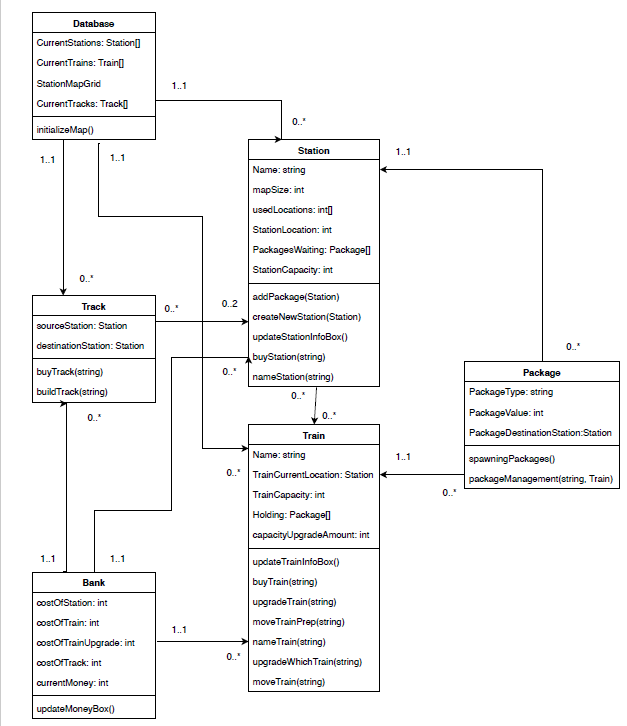 Database
CurrentStations: Station[]
CurrentTrains: Train[]
StationMapGrid
CurrentTracks: Track[]
initializeMap()
1..1
0..*
1..1
1..1
Station
Name: string
mapSize: int
usedLocations: int[]
StationLocation: int
PackagesWaiting: Package[]
StationCapacity: int
addPackage(Station)
createNewStation(Station)
updateStationInfoBox()
buyStation(string)
nameStation(string)
1..1
0..*
0..*
0..2
Track
sourceStation: Station
destinationStation: Station
buyTrack(string)
buildTrack(string)
0..*
0..*
0..*
0..*
0..*
Package
PackageType: string
PackageValue: int
PackageDestinationStation:Station
spawningPackages()
packageManagement(string, Train)
1..1
0..*
Train
Name: string
TrainCurrentLocation: Station
TrainCapacity: int
Holding: Package[]
capacityUpgradeAmount: int
updateTrainInfoBox()
buyTrain(string)
upgradeTrain(string)
moveTrainPrep(string)
nameTrain(string)
upgradeWhichTrain(string)
moveTrain(string)
0..*
1..1
1..1
Bank
costOfStation: int
costOfTrain: int
costOfTrainUpgrade: int
costOfTrack: int
currentMoney: int
updateMoneyBox()
1..1
0..*